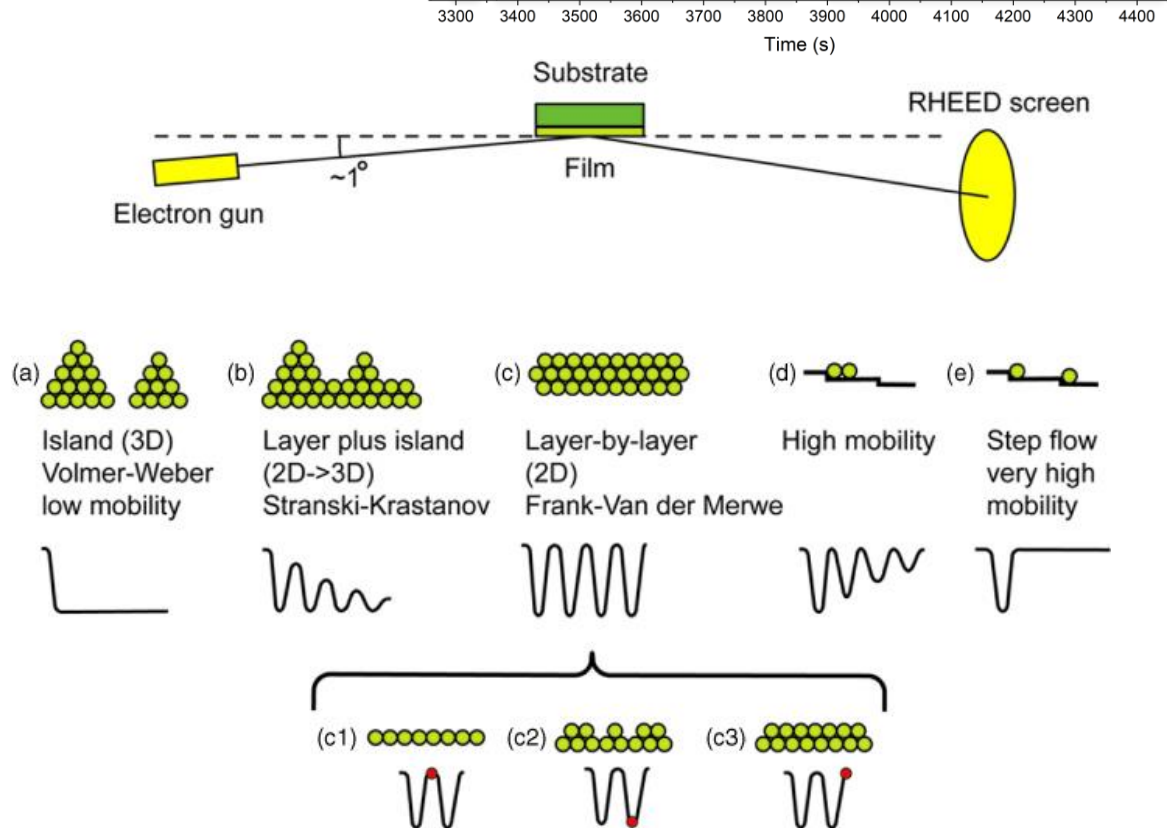 3300 3400 3500 3600 3700 3800 3900 4000 4100 4200 4300 4400
Time (s)
Substrate
RHEED screen
~1°
Film
Electron gun
(a)
(b)
(c)
(d)
(e)
Island (3D)
Volmer-Weber
low mobility
Layer plus island
(2D->3D)
Stranski-Krastanov
Layer-by-layer
(2D)
Frank-Van der Merwe
High mobility
Step flow
very high
mobility
(c1)
(c2)
(c3)